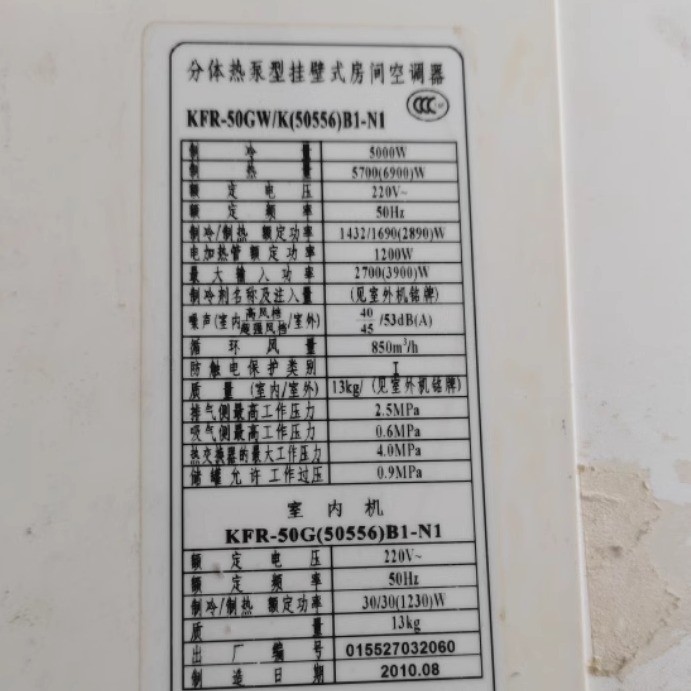 分体热泵型挂壁式房间空调器
CCC
KFR-50GW/K(50556)B1-N1
制冷量 5000W
制热量 5700(6900)W
额定电压 220V~
额定频率 50Hz
制冷/制热 额定功率 1432/1690(2890)W
电加热管 额定功率 1200W
最大输入功率 2700(3900)W
制冷剂名称及注入量 (见室外机铭牌)
噪声(室内高风档/超强风档/室外) 40/45/53dB(A)
循环风量 850m³/h
防触电保护类别 I
质量(室内/室外) 13kg/(见室外机铭牌)
排气侧最高工作压力 2.5MPa
吸气侧最高工作压力 0.6MPa
热交换器的最大工作压力 4.0MPa
储罐允许工作过压 0.9MPa
室内机
KFR-50G(50556)B1-N1
额定电压 220V~
额定频率 50Hz
制冷/制热 额定功率 30/30(1230)W
质量 13kg
出厂编号 015527032060
制造日期 2010.08